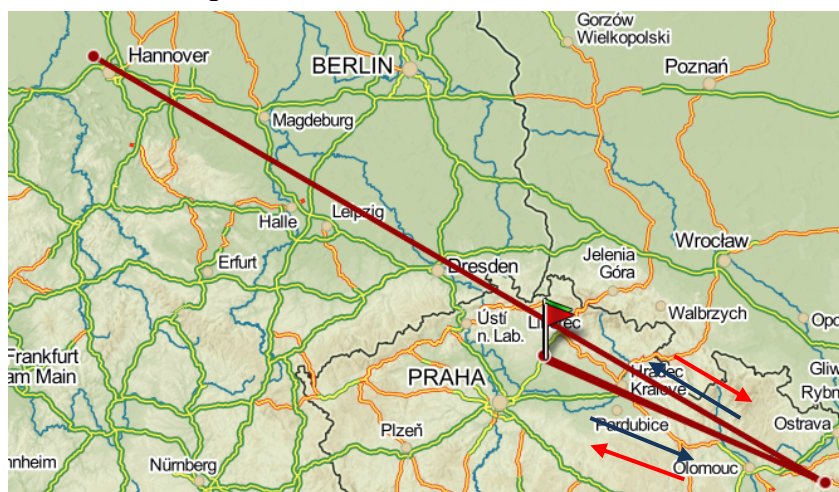 Gorzów
Wielkopolski
Hannover
BERLIN
Poznań
Magdeburg
Halle
Leipzig
Wrocław
Erfurt
Dresden
Jelenia
Góra
Ústí
n. Lab.
Wałbrzych
Frankfurt
am Main
PRAHA
Hradec
Králové
Pardubice
Ostrava
Plzeň
Olomouc
Nürnberg